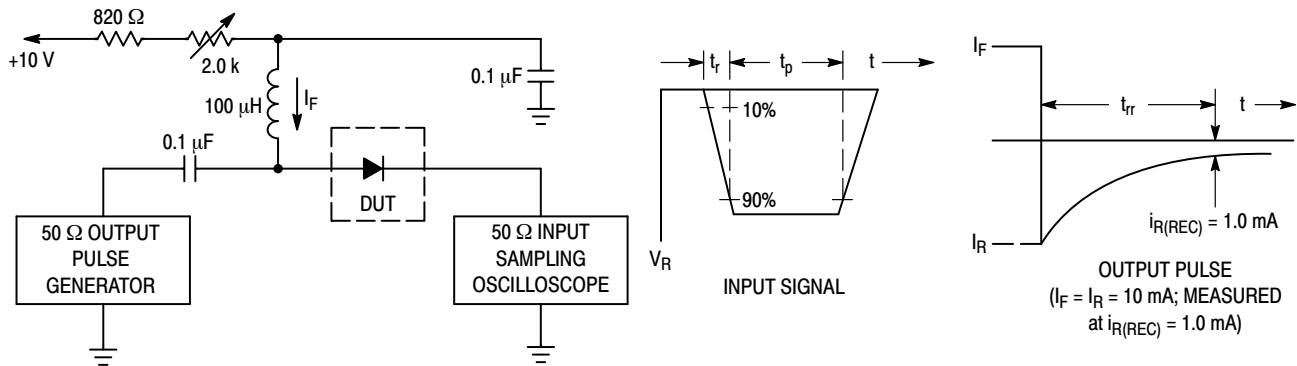 820 Ω
+10 V
2.0 k
100 μH
I_F
0.1 μF
0.1 μF
DUT
50 Ω OUTPUT
PULSE
GENERATOR
50 Ω INPUT
SAMPLING
OSCILLOSCOPE
t_r
t_p
t
10%
90%
V_R
INPUT SIGNAL
I_F
t_rr
t
i_R(REC) = 1.0 mA
I_R
OUTPUT PULSE
(I_F = I_R = 10 mA; MEASURED
at i_R(REC) = 1.0 mA)